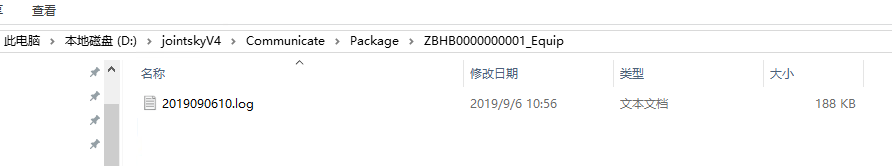 查看
此电脑 > 本地磁盘 (D:) > jointskyV4 > Communicate > Package > ZBHB0000000001_Equip
名称 修改日期 类型 大小
2019090610.log 2019/9/6 10:56 文本文档 188 KB